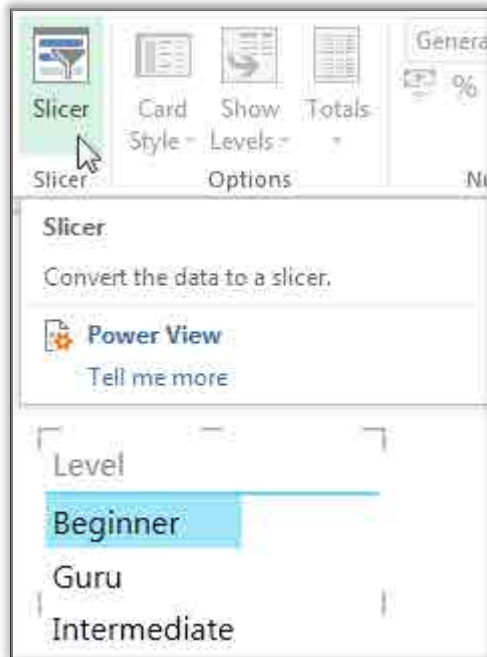 Genera
%
Slicer Card Show Totals
Style Levels
Slicer Options Nu
Slicer
Convert the data to a slicer.
Power View
Tell me more
Level
Beginner
Guru
Intermediate